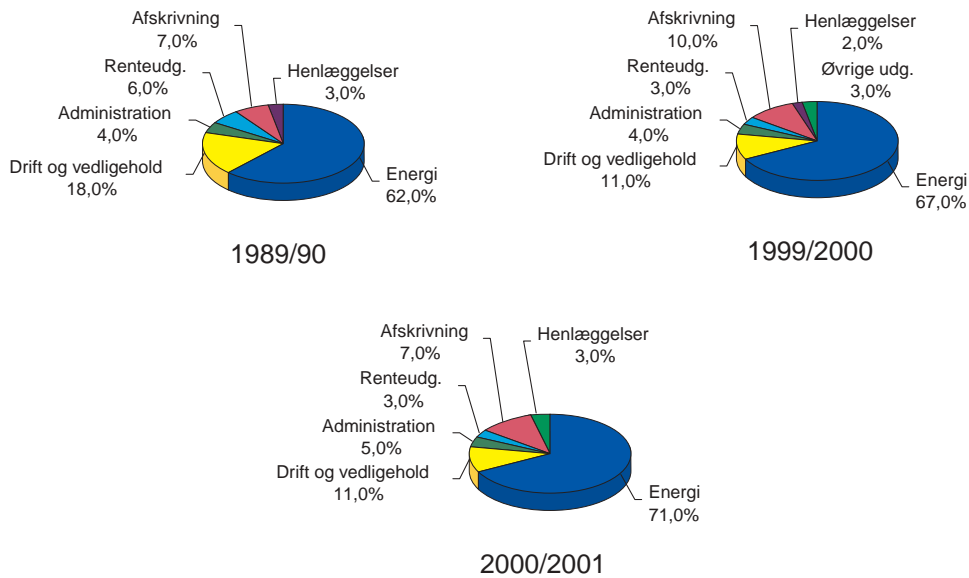 Afskrivning
7,0%
Renteudg.
6,0%
Administration
4,0%
Drift og vedligehold
18,0%
Henlæggelser
3,0%
Energi
62,0%
1989/90
Afskrivning
10,0%
Renteudg.
3,0%
Administration
4,0%
Drift og vedligehold
11,0%
Henlæggelser
2,0%
Øvrige udg.
3,0%
Energi
67,0%
1999/2000
Afskrivning
7,0%
Renteudg.
3,0%
Administration
5,0%
Drift og vedligehold
11,0%
Henlæggelser
3,0%
Energi
71,0%
2000/2001